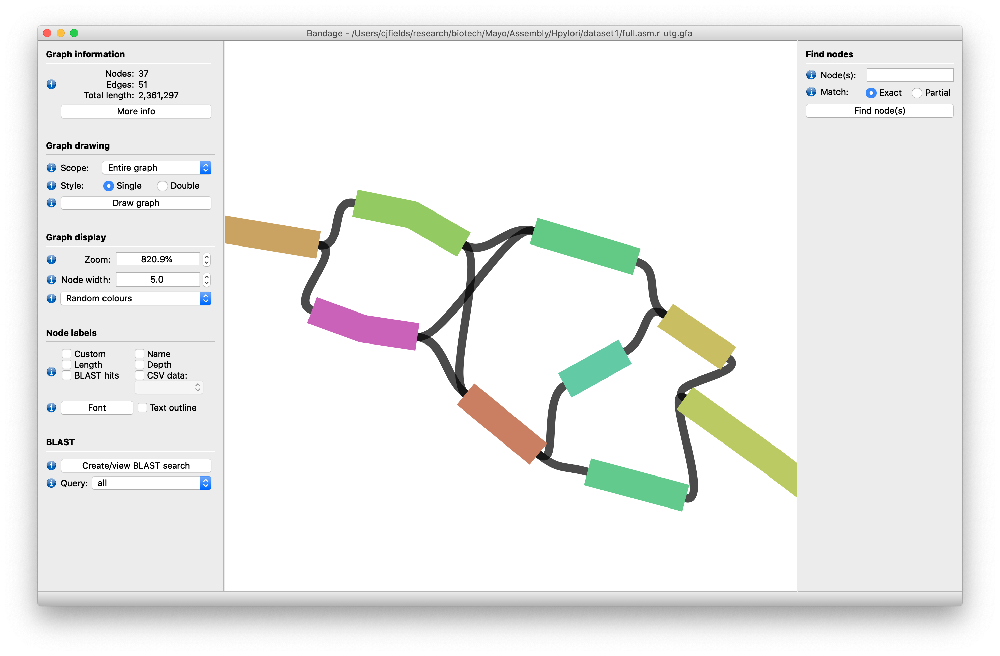 Bandage - /Users/cjfields/research/biotech/Mayo/Assembly/Hpylori/dataset1/full.asm.r_utg.gfa
Graph information
Nodes: 37
Edges: 51
Total length: 2,361,297
More info
Graph drawing
Scope: Entire graph
Style: Single Double
Draw graph
Graph display
Zoom: 820.9%
Node width: 5.0
Random colours
Node labels
Custom Name
Length Depth
BLAST hits CSV data:
Font Text outline
BLAST
Create/view BLAST search
Query: all
Find nodes
Node(s):
Match: Exact Partial
Find node(s)